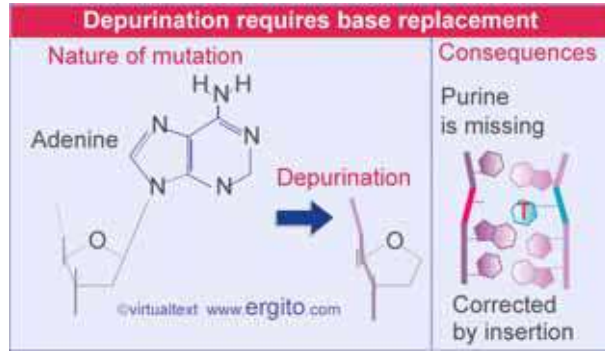 Depurination requires base replacement
Nature of mutation
H H
N
N
N
Adenine
N
N
Depurination
O
O
©virtualtext www.ergito.com
Consequences
Purine
is missing
T
Corrected
by insertion